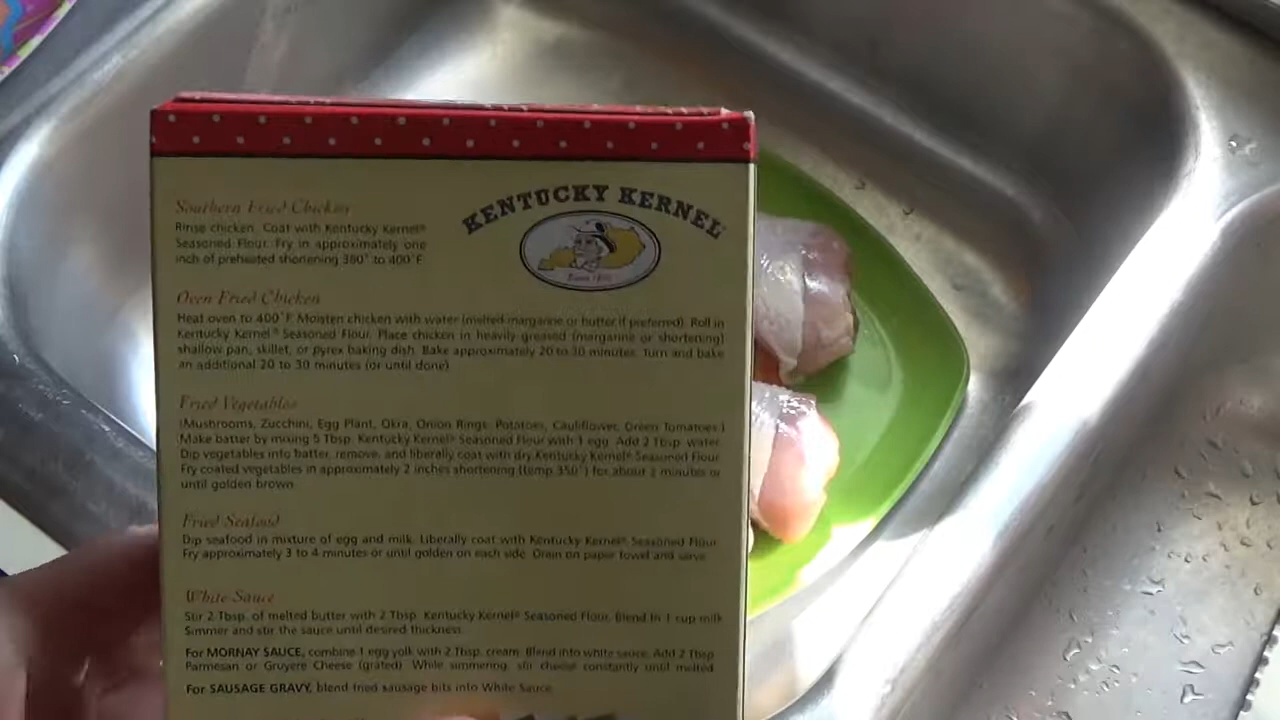 KENTUCKY KERNEL
Southern Fried Chicken
Rinse chicken. Coat with Kentucky Kernel®
Seasoned Flour. Fry in approximately one
inch of preheated shortening 380° to 400°F.
Oven Fried Chicken
Heat oven to 400°F. Moisten chicken with water (melted margarine or butter if preferred). Roll in
Kentucky Kernel® Seasoned Flour. Place chicken in heavily greased (margarine or shortening)
shallow pan, skillet, or pyrex baking dish. Bake approximately 20 to 30 minutes. Turn and bake
an additional 20 to 30 minutes (or until done).
Fried Vegetables
(Mushrooms, Zucchini, Egg Plant, Okra, Onion Rings, Potatoes, Cauliflower, Green Tomatoes.)
Make batter by mixing 5 Tbsp. Kentucky Kernel® Seasoned Flour with 1 egg. Add 2 Tbsp. water.
Dip vegetables into batter, remove, and liberally coat with dry Kentucky Kernel® Seasoned Flour.
Fry coated vegetables in approximately 2 inches shortening (temp. 350°) for about 2 minutes or
until golden brown.
Fried Seafood
Dip seafood in mixture of egg and milk. Liberally coat with Kentucky Kernel® Seasoned Flour.
Fry approximately 3 to 4 minutes or until golden on each side. Drain on paper towel and serve.
White Sauce
Stir 2 Tbsp. of melted butter with 2 Tbsp. Kentucky Kernel® Seasoned Flour. Blend in 1 cup milk.
Simmer and stir the sauce until desired thickness.
For MORNAY SAUCE, combine 1 egg yolk with 2 Tbsp. cream. Blend into white sauce. Add 2 Tbsp.
Parmesan or Gruyere Cheese (grated). While simmering, stir cheese constantly until melted.
For SAUSAGE GRAVY, blend fried sausage bits into White Sauce.